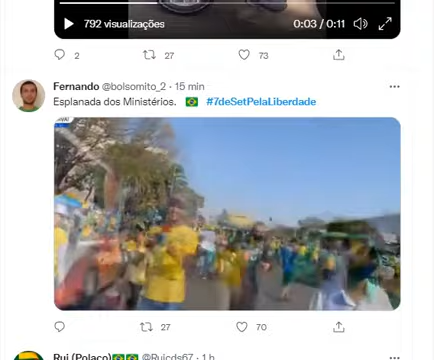 792 visualizações
0:03 / 0:11
2
27
73
Fernando @bolsomito_2 · 15 min
Esplanada dos Ministérios. 🇧🇷 #7deSetPelaLiberdade
27
70
Rui (Polaco)🇧🇷🇧🇷 @Ruicds67 · 1 h